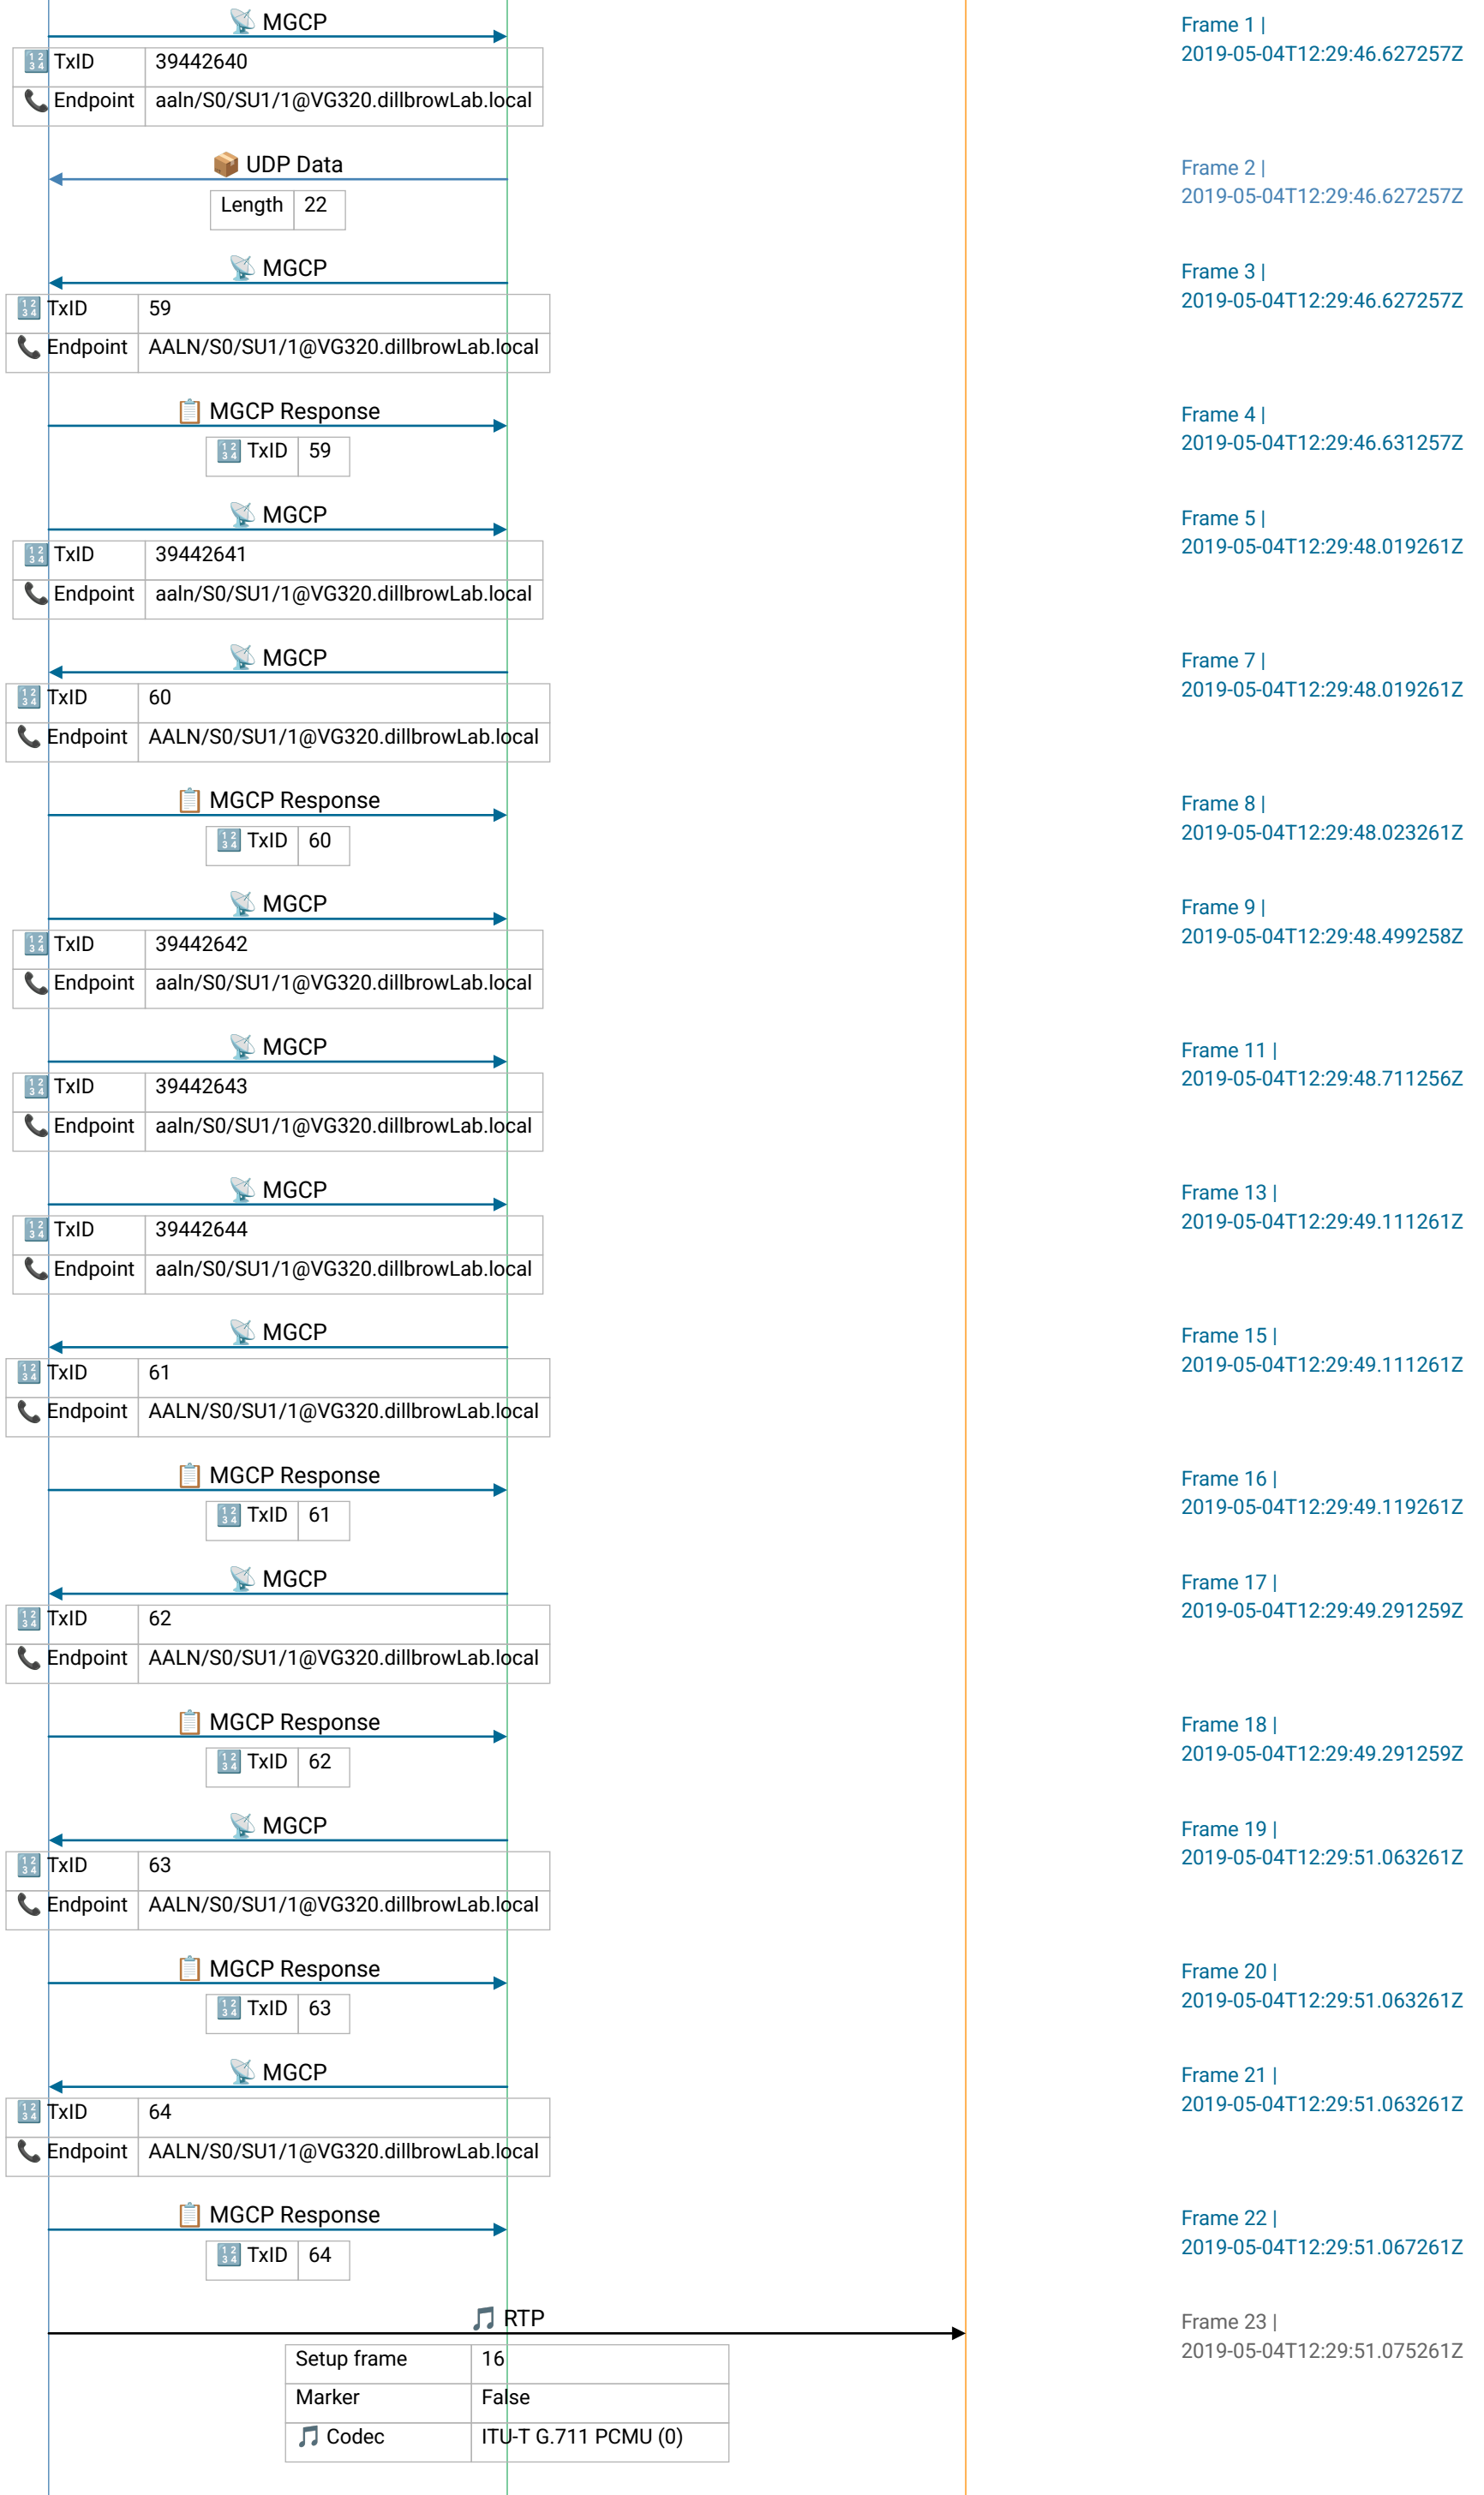 MGCP
Frame 1 |
2019-05-04T12:29:46.627257Z
TxID 39442640
Endpoint aaln/S0/SU1/1@VG320.dillbrowLab.local
UDP Data
Frame 2 |
2019-05-04T12:29:46.627257Z
Length 22
MGCP
Frame 3 |
2019-05-04T12:29:46.627257Z
TxID 59
Endpoint AALN/S0/SU1/1@VG320.dillbrowLab.local
MGCP Response
Frame 4 |
2019-05-04T12:29:46.631257Z
TxID 59
MGCP
Frame 5 |
2019-05-04T12:29:48.019261Z
TxID 39442641
Endpoint aaln/S0/SU1/1@VG320.dillbrowLab.local
MGCP
Frame 7 |
2019-05-04T12:29:48.019261Z
TxID 60
Endpoint AALN/S0/SU1/1@VG320.dillbrowLab.local
MGCP Response
Frame 8 |
2019-05-04T12:29:48.023261Z
TxID 60
MGCP
Frame 9 |
2019-05-04T12:29:48.499258Z
TxID 39442642
Endpoint aaln/S0/SU1/1@VG320.dillbrowLab.local
MGCP
Frame 11 |
2019-05-04T12:29:48.711256Z
TxID 39442643
Endpoint aaln/S0/SU1/1@VG320.dillbrowLab.local
MGCP
Frame 13 |
2019-05-04T12:29:49.111261Z
TxID 39442644
Endpoint aaln/S0/SU1/1@VG320.dillbrowLab.local
MGCP
Frame 15 |
2019-05-04T12:29:49.111261Z
TxID 61
Endpoint AALN/S0/SU1/1@VG320.dillbrowLab.local
MGCP Response
Frame 16 |
2019-05-04T12:29:49.119261Z
TxID 61
MGCP
Frame 17 |
2019-05-04T12:29:49.291259Z
TxID 62
Endpoint AALN/S0/SU1/1@VG320.dillbrowLab.local
MGCP Response
Frame 18 |
2019-05-04T12:29:49.291259Z
TxID 62
MGCP
Frame 19 |
2019-05-04T12:29:51.063261Z
TxID 63
Endpoint AALN/S0/SU1/1@VG320.dillbrowLab.local
MGCP Response
Frame 20 |
2019-05-04T12:29:51.063261Z
TxID 63
MGCP
Frame 21 |
2019-05-04T12:29:51.063261Z
TxID 64
Endpoint AALN/S0/SU1/1@VG320.dillbrowLab.local
MGCP Response
Frame 22 |
2019-05-04T12:29:51.067261Z
TxID 64
RTP
Frame 23 |
2019-05-04T12:29:51.075261Z
Setup frame 16
Marker False
Codec ITU-T G.711 PCMU (0)